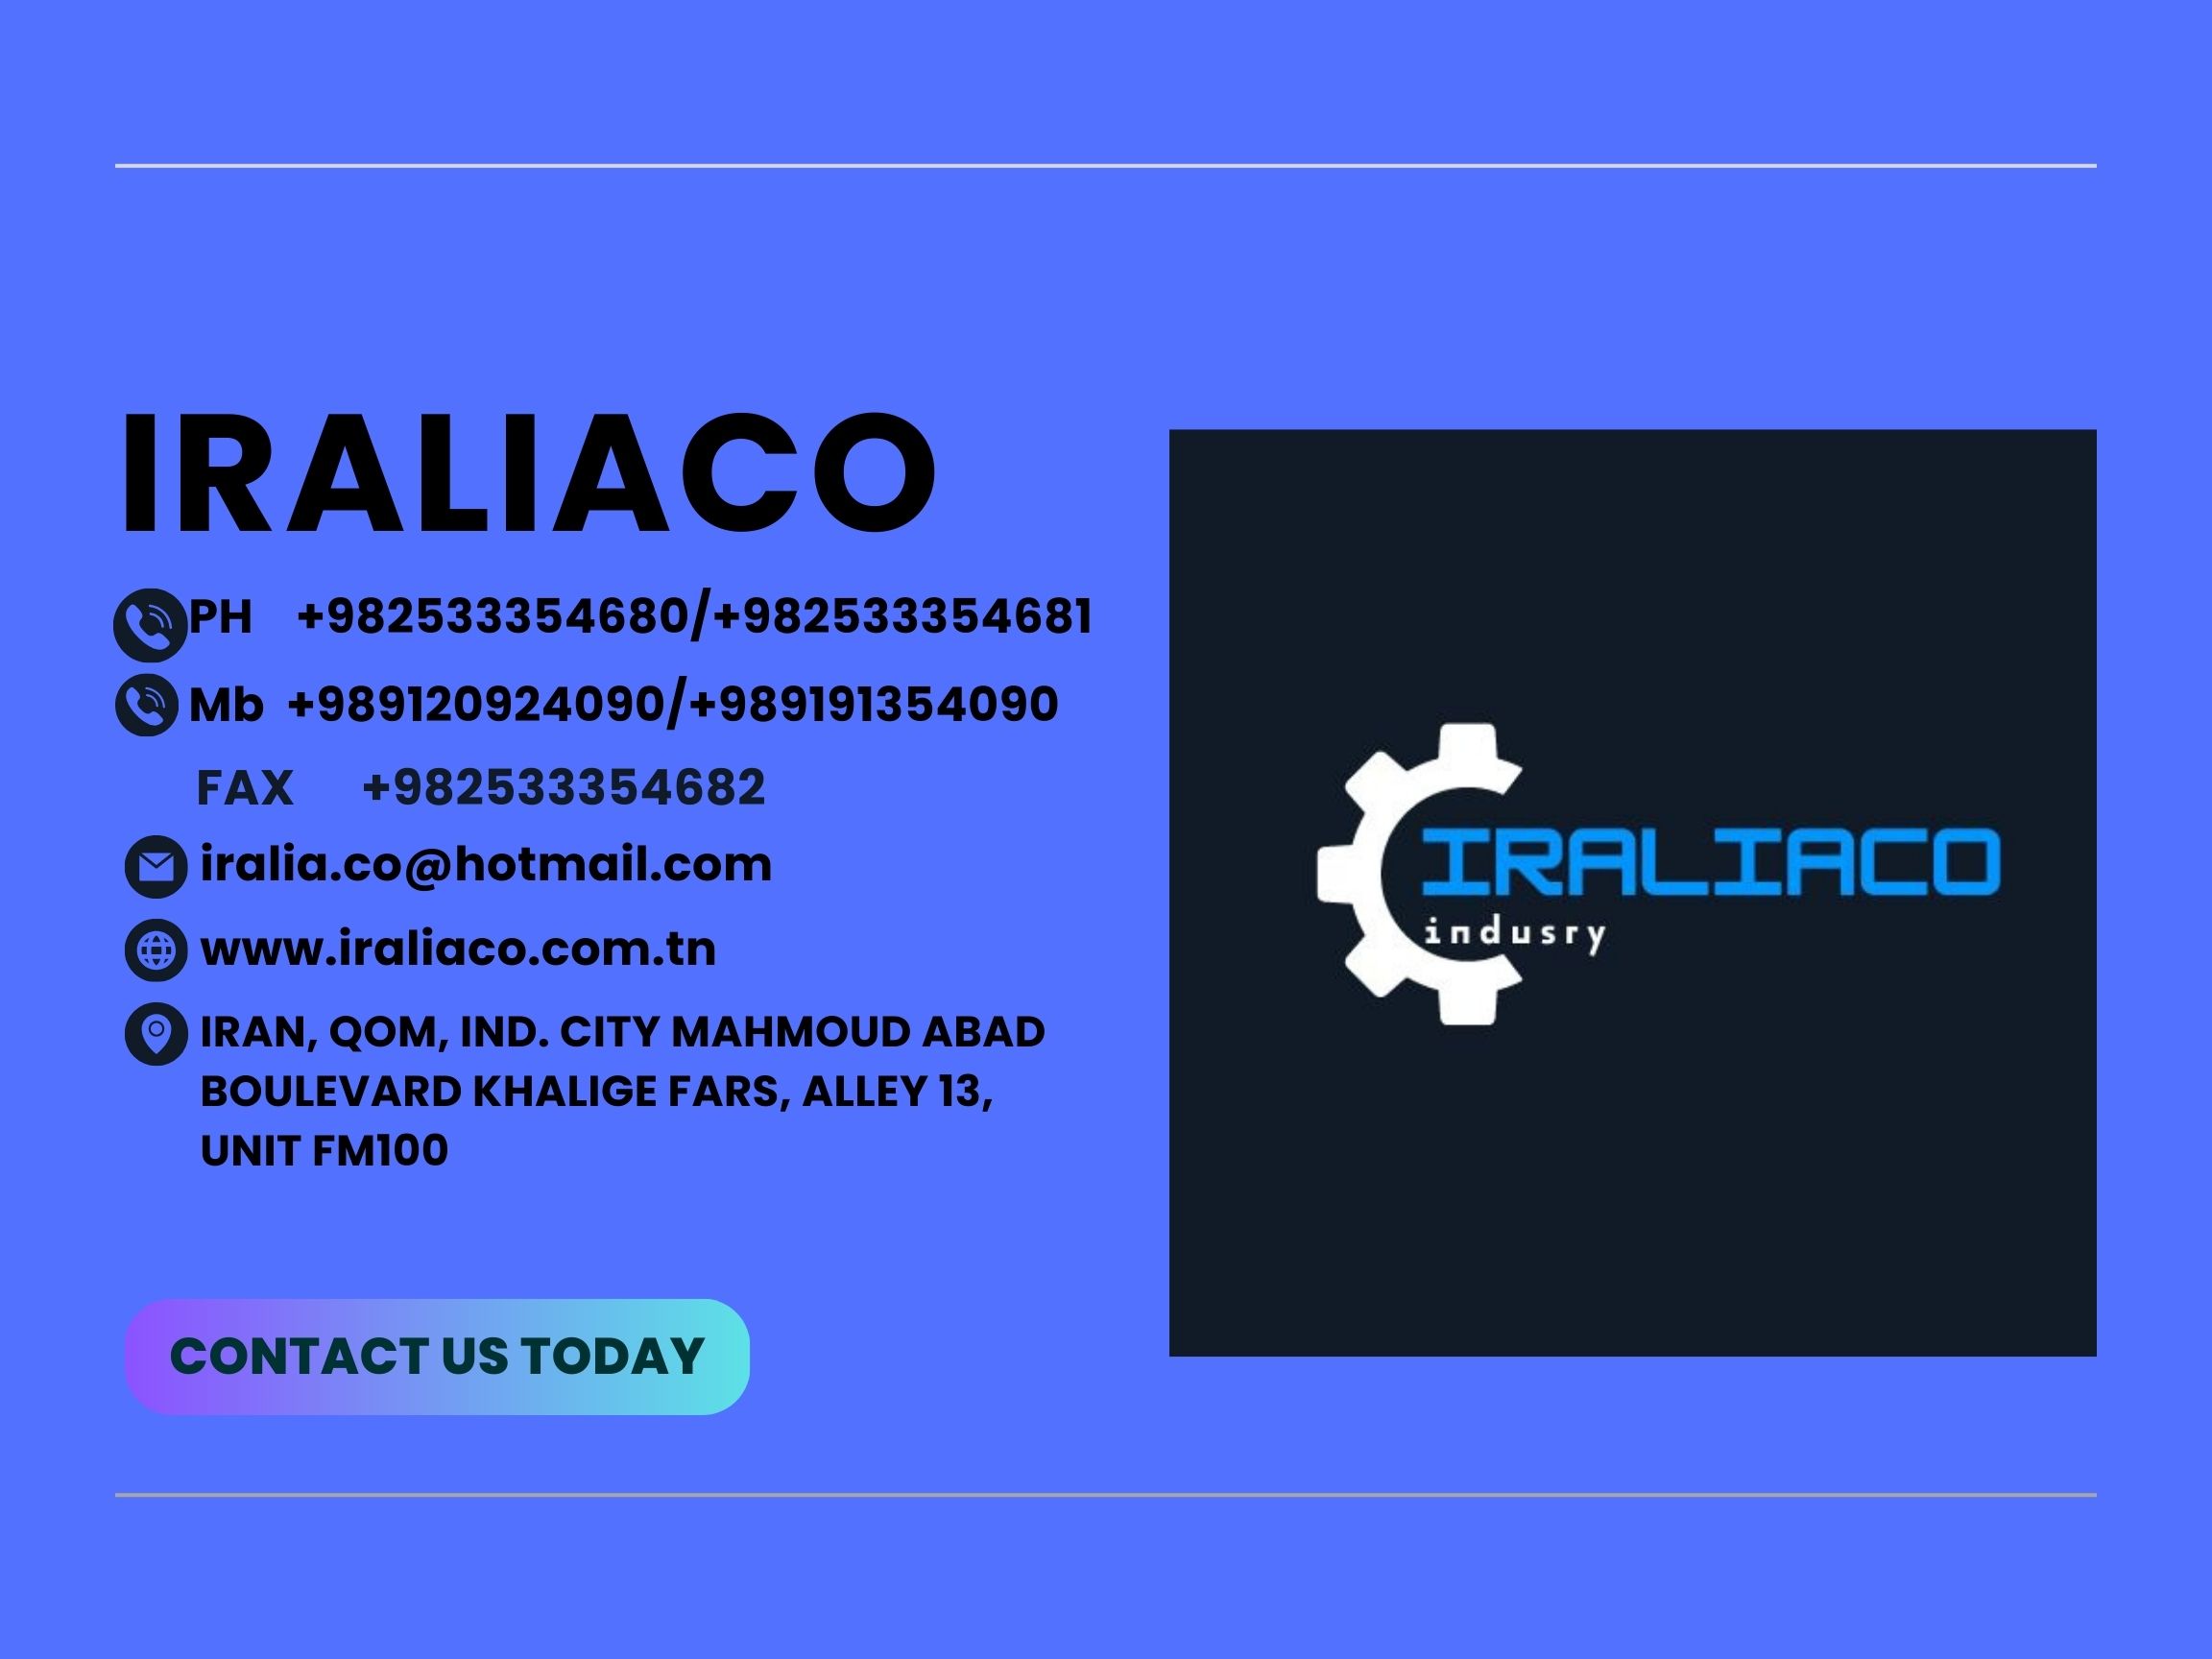 IRALIACO
PH +982533354680/+982533354681
Mb +989120924090/+989191354090
FAX +982533354682
iralia.co@hotmail.com
www.iraliaco.com.tn
IRAN, QOM, IND. CITY MAHMOUD ABAD
BOULEVARD KHALIGE FARS, ALLEY 13,
UNIT FM100
CONTACT US TODAY
IRALIACO
indusry